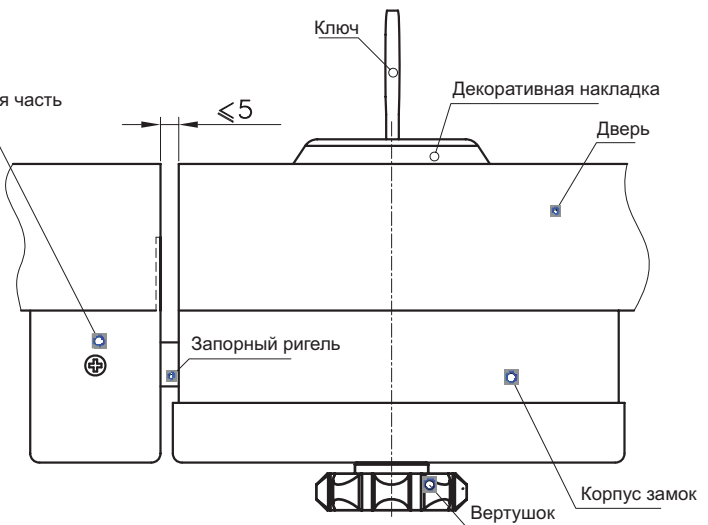 Ключ
Декоративная накладка
я часть
≤5
Дверь
Запорный ригель
Корпус замок
Вертушок